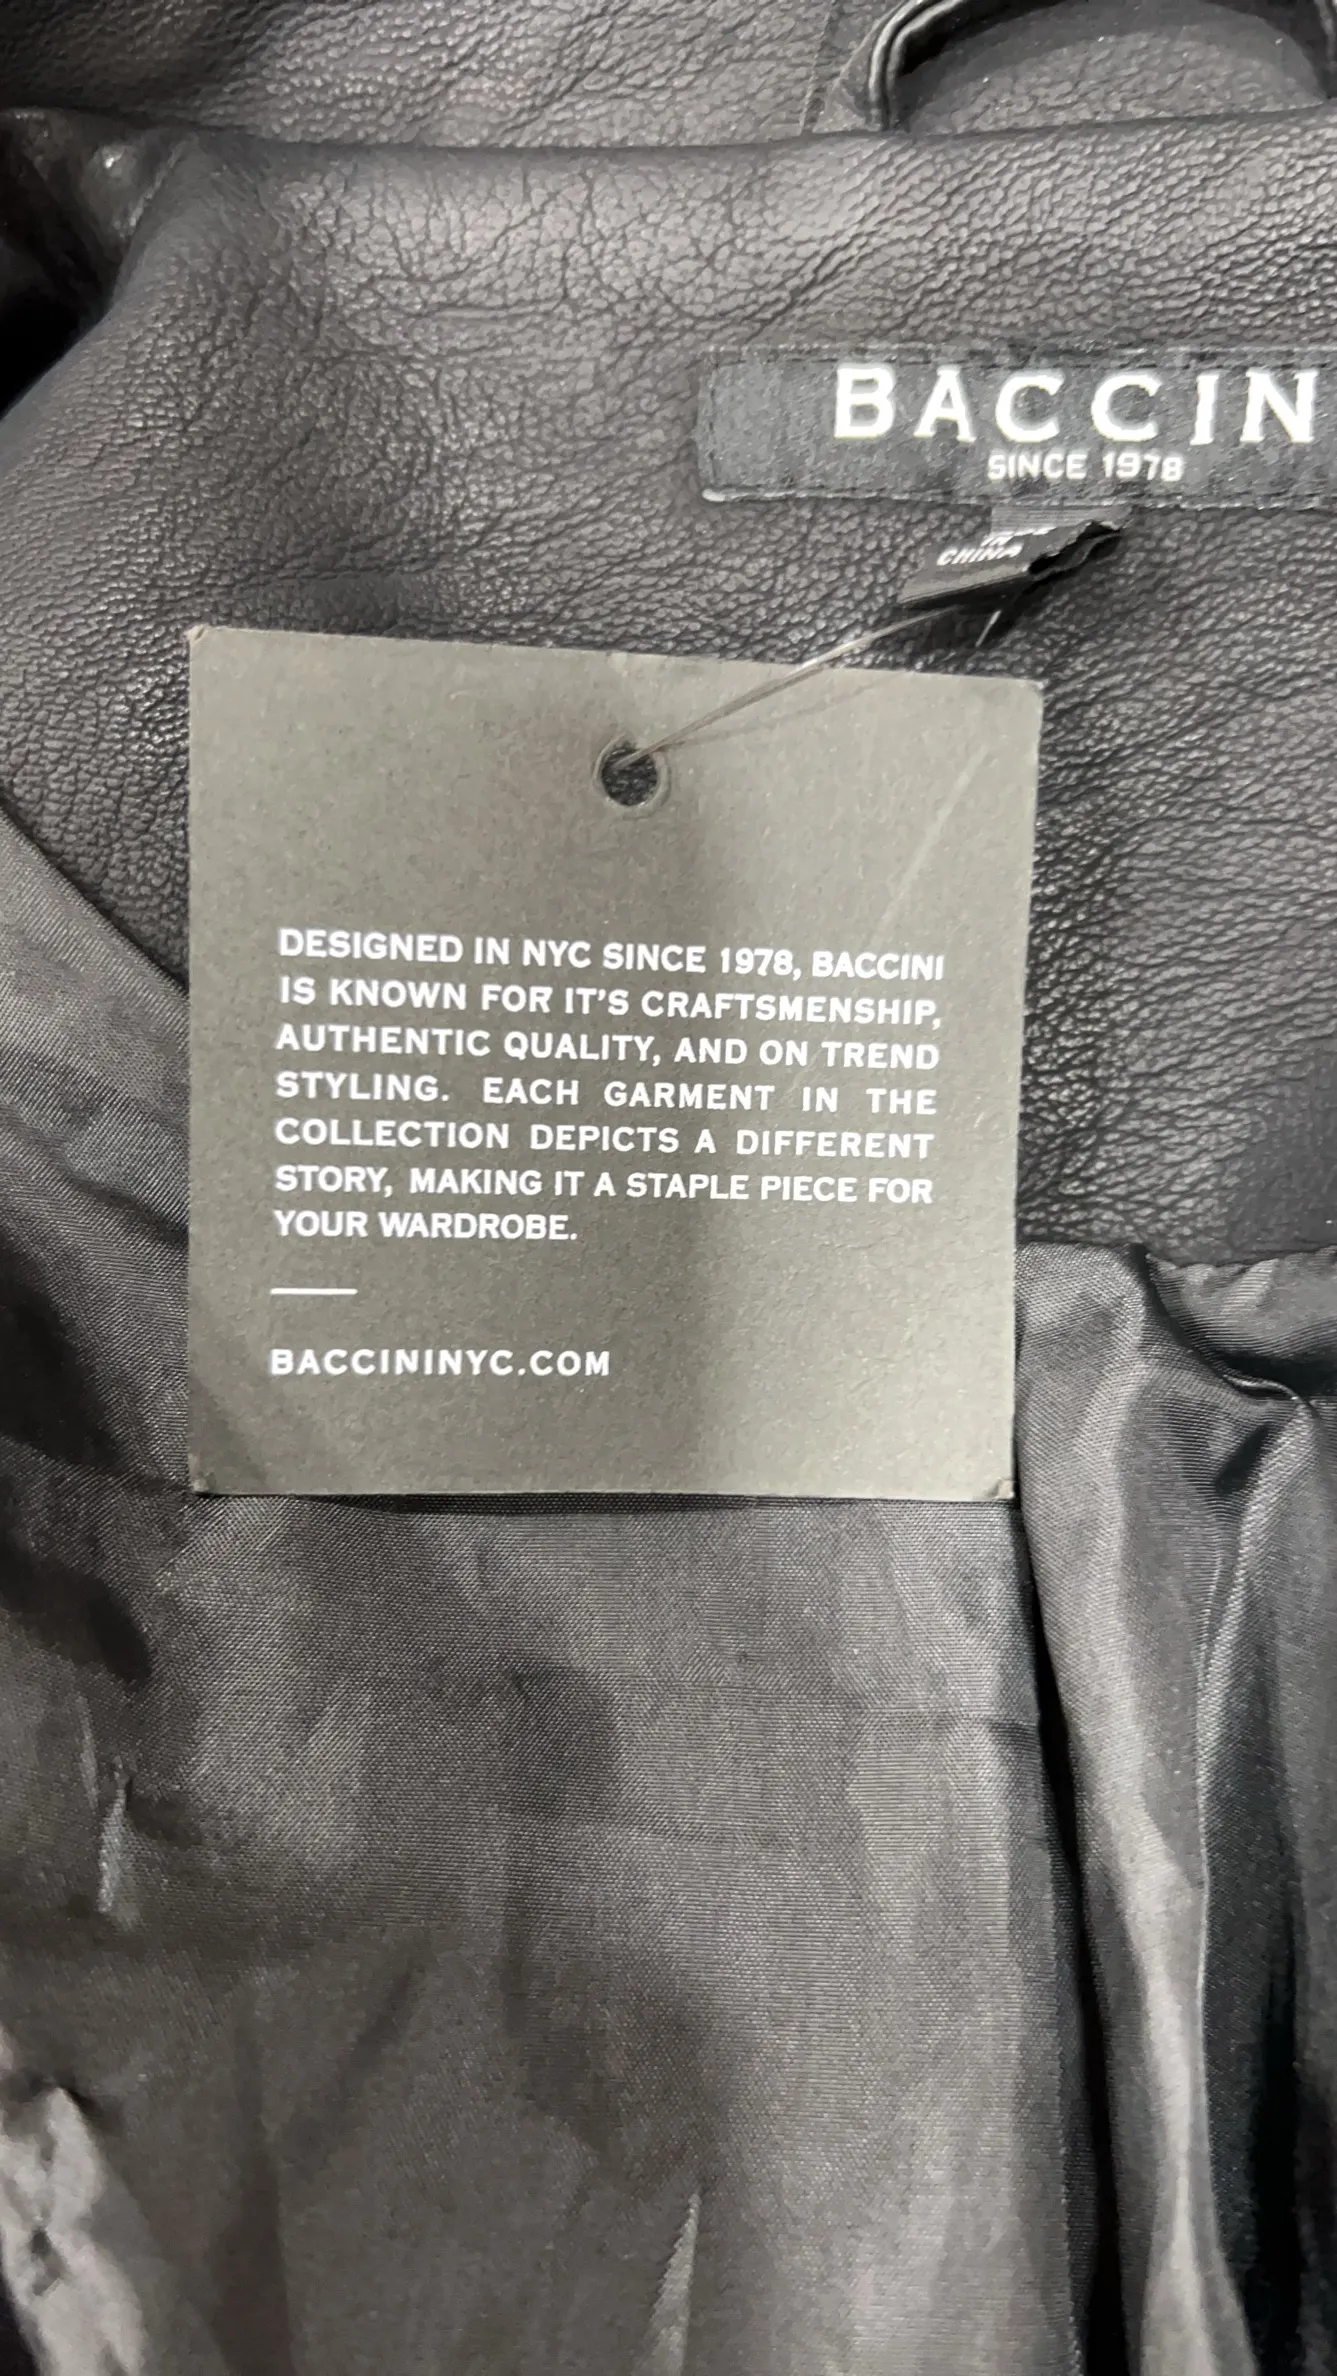 BACCIN
SINCE 1978
IN
CHINA
DESIGNED IN NYC SINCE 1978, BACCINI
IS KNOWN FOR IT'S CRAFTSMENSHIP,
AUTHENTIC QUALITY, AND ON TREND
STYLING. EACH GARMENT IN THE
COLLECTION DEPICTS A DIFFERENT
STORY, MAKING IT A STAPLE PIECE FOR
YOUR WARDROBE.
BACCININYC.COM